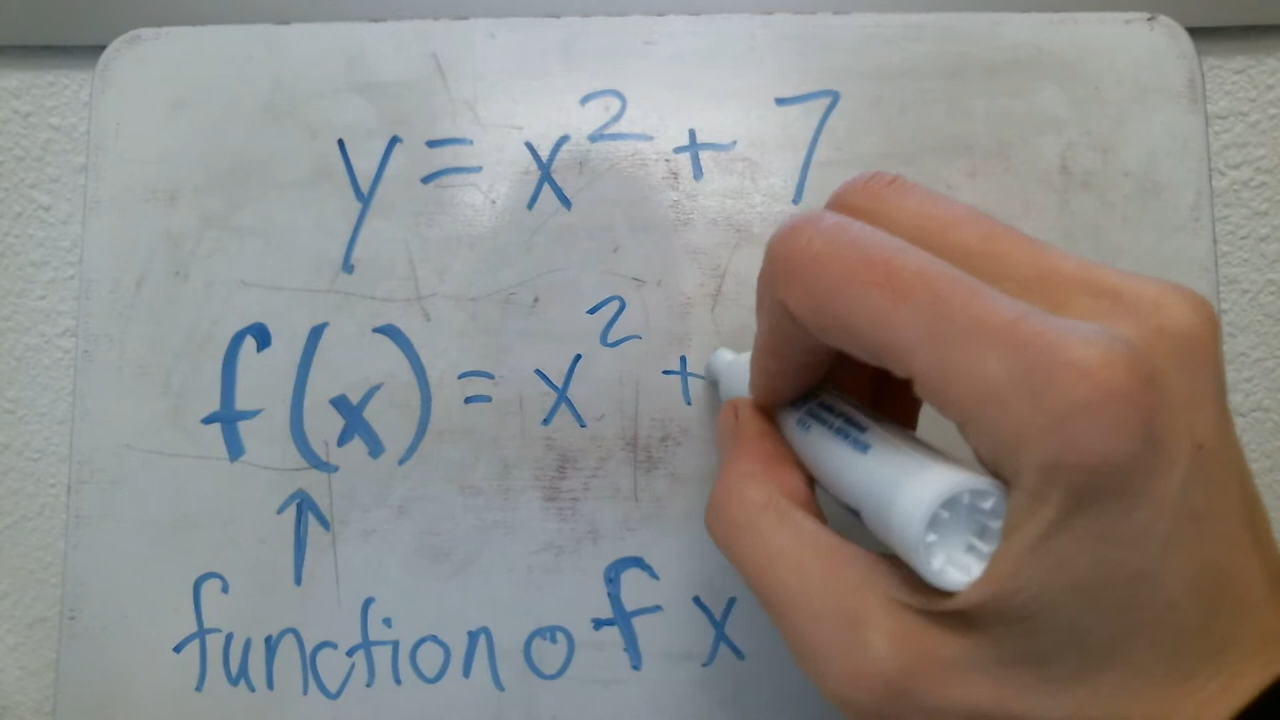 y = x² + 7
f(x) = x² +
function of x